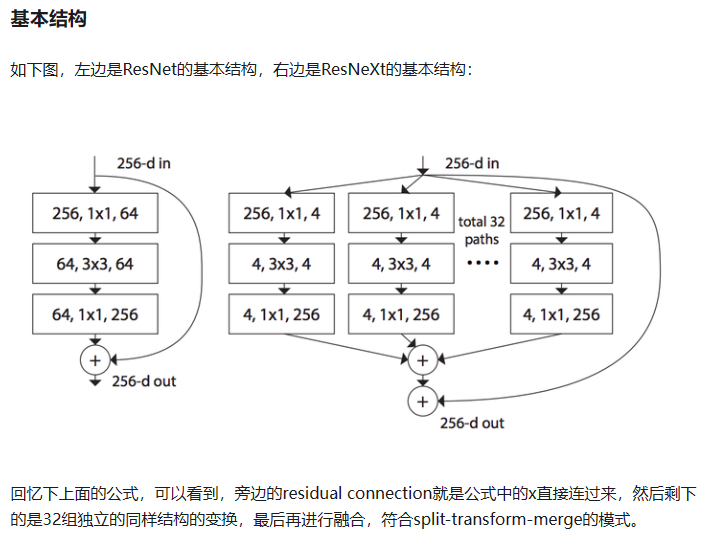 基本结构
如下图，左边是ResNet的基本结构，右边是ResNeXt的基本结构：
256-d in
256, 1x1, 64
64, 3x3, 64
64, 1x1, 256
+
256-d out
256-d in
256, 1x1, 4
256, 1x1, 4
total 32
paths
256, 1x1, 4
4, 3x3, 4
4, 3x3, 4
....
4, 3x3, 4
4, 1x1, 256
4, 1x1, 256
4, 1x1, 256
+
+
256-d out
回忆下上面的公式，可以看到，旁边的residual connection就是公式中的x直接连过来，然后剩下
的是32组独立的同样结构的变换，最后再进行融合，符合split-transform-merge的模式。